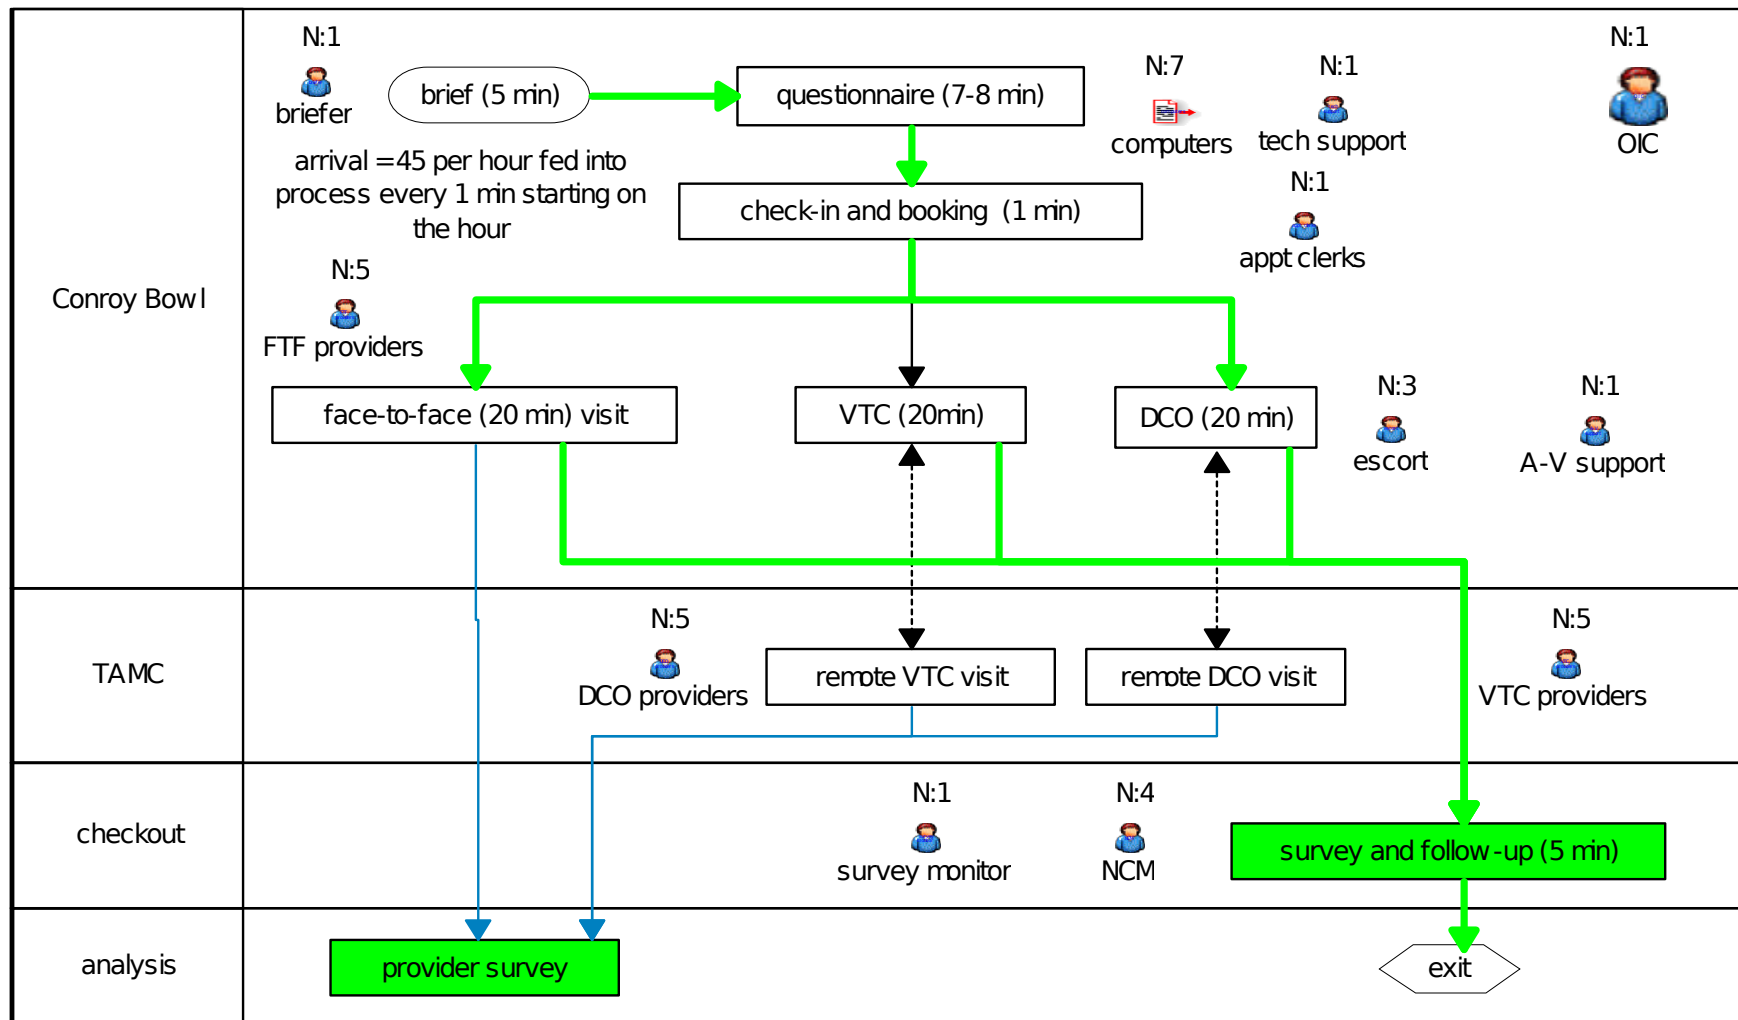 N:1
briefer
brief (5 min)
questionnaire (7-8 min)
N:7
computers
N:1
tech support
N:1
OIC
arrival = 45 per hour fed into
process every 1 min starting on
the hour
check-in and booking (1 min)
N:1
appt clerks
Conroy Bowl
N:5
FTF providers
face-to-face (20 min) visit
VTC (20min)
DCO (20 min)
N:3
escort
N:1
A-V support
TAMC
N:5
DCO providers
remote VTC visit
remote DCO visit
N:5
VTC providers
checkout
N:1
survey monitor
N:4
NCM
survey and follow-up (5 min)
analysis
provider survey
exit